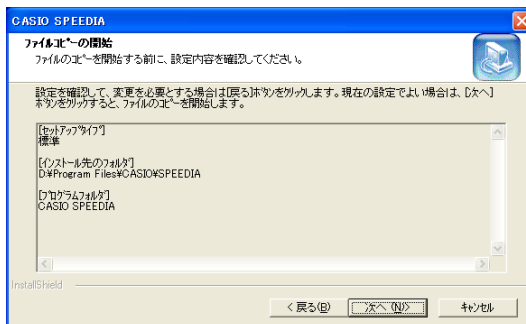 CASIO SPEEDIA
ファイルコピーの開始
ファイルのコピーを開始する前に、設定内容を確認してください。
設定を確認して、変更を必要とする場合は[戻る]ボタンをクリックします。現在の設定でよい場合は、[次へ]
ボタンをクリックすると、ファイルのコピーを開始します。
[セットアップタイプ]
標準
[インストール先のフォルダ]
D:¥Program Files¥CASIO¥SPEEDIA
[プログラムフォルダ]
CASIO SPEEDIA
InstallShield
< 戻る(B)
次へ (N)>
キャンセル